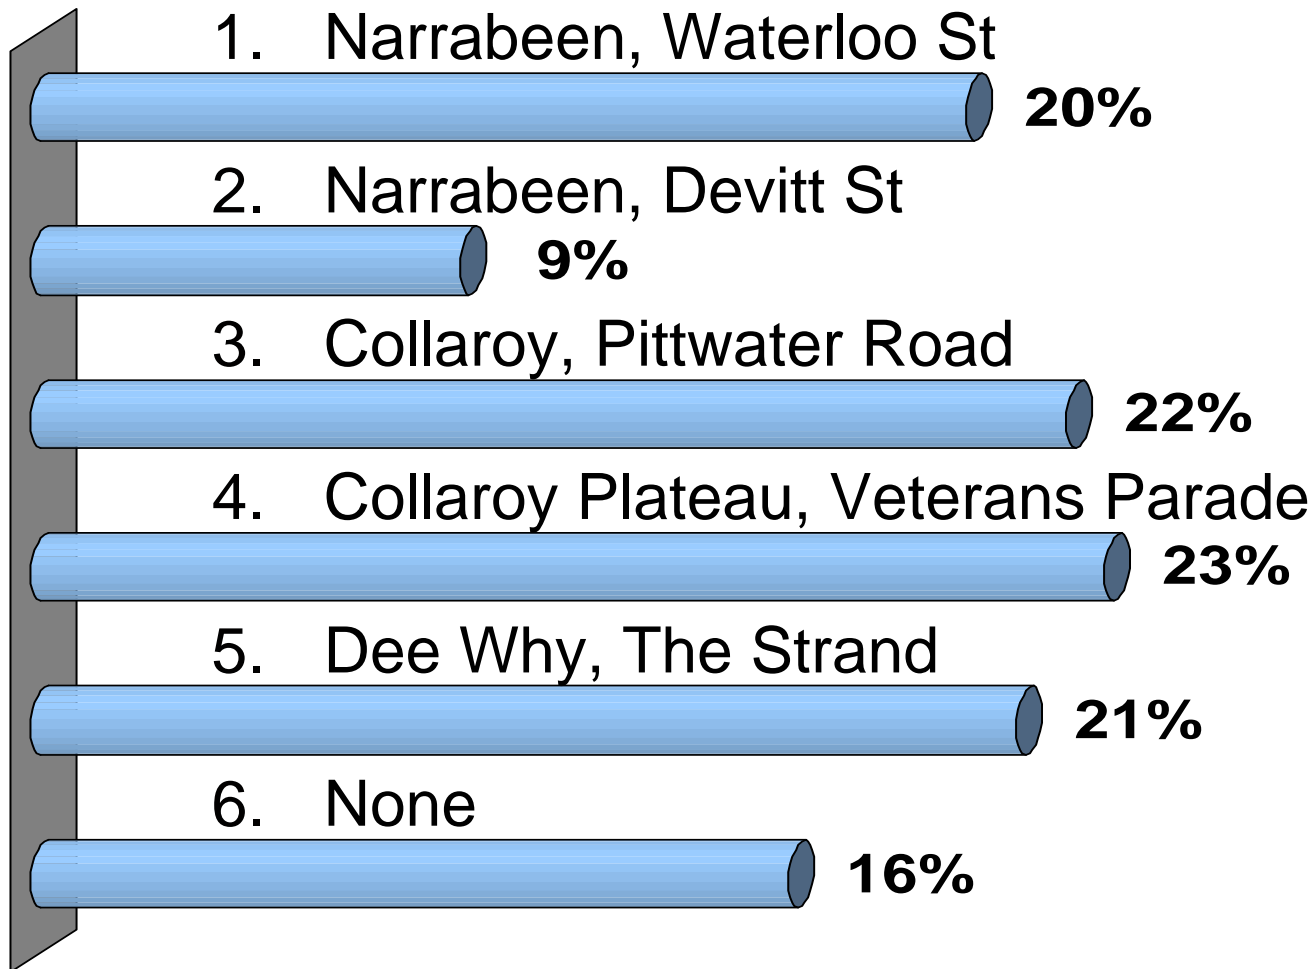 1. Narrabeen, Waterloo St
20%
2. Narrabeen, Devitt St
9%
3. Collaroy, Pittwater Road
22%
4. Collaroy Plateau, Veterans Parade
23%
5. Dee Why, The Strand
21%
6. None
16%